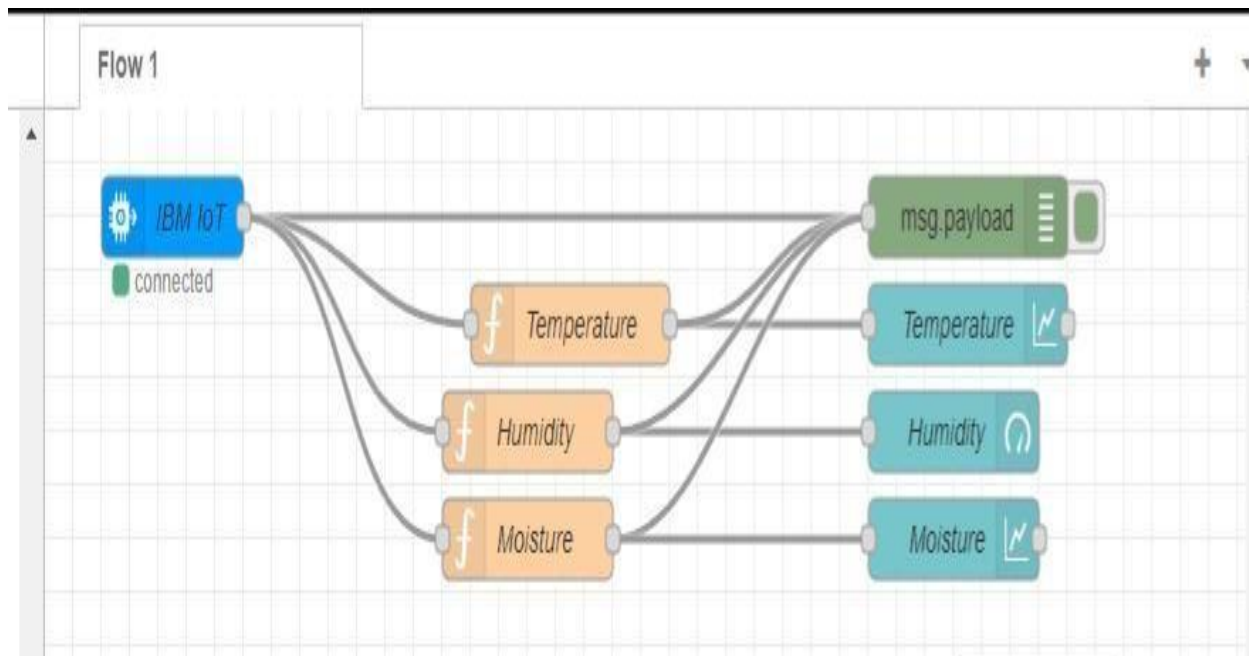 Flow 1
IBM IoT
connected
msg.payload
Temperature
Temperature
Humidity
Humidity
Moisture
Moisture